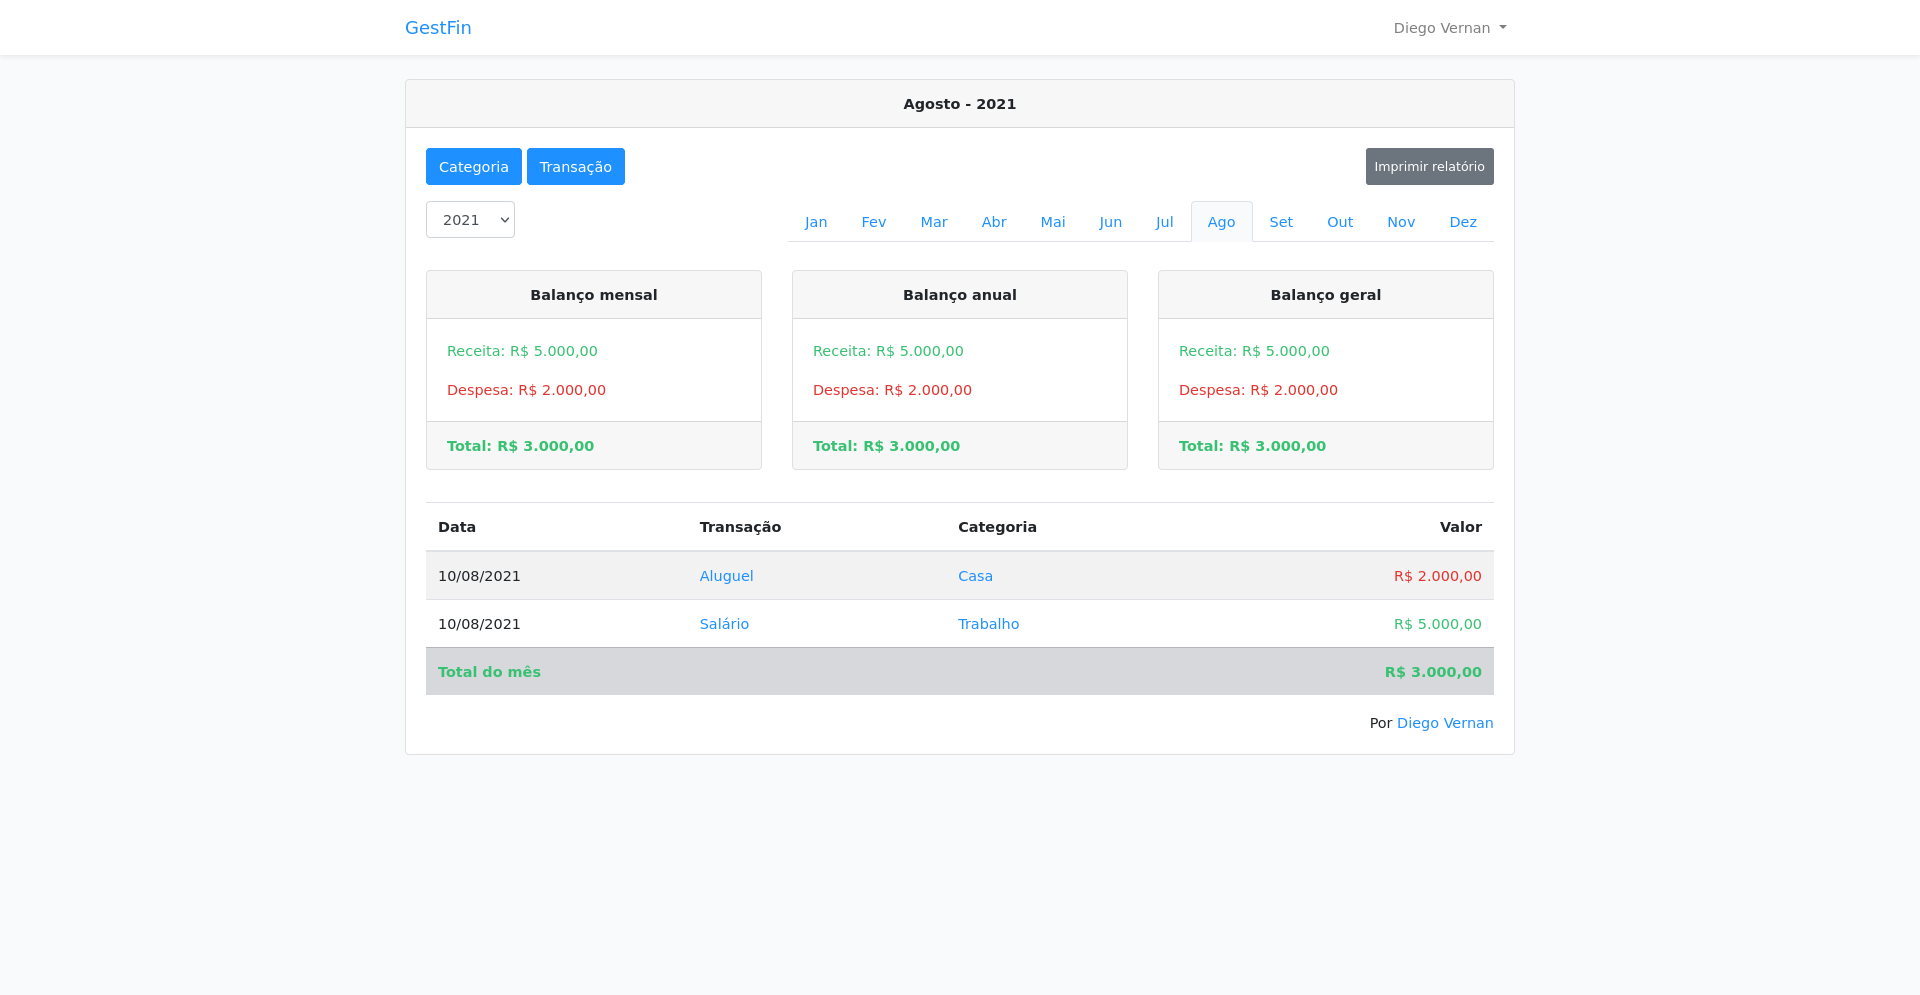 GestFin Diego Vernan
Agosto - 2021
Categoria Transação Imprimir relatório
2021 Jan Fev Mar Abr Mai Jun Jul Ago Set Out Nov Dez
Balanço mensal Balanço anual Balanço geral
Receita: R$ 5.000,00 Receita: R$ 5.000,00 Receita: R$ 5.000,00
Despesa: R$ 2.000,00 Despesa: R$ 2.000,00 Despesa: R$ 2.000,00
Total: R$ 3.000,00 Total: R$ 3.000,00 Total: R$ 3.000,00
Data Transação Categoria Valor
10/08/2021 Aluguel Casa R$ 2.000,00
10/08/2021 Salário Trabalho R$ 5.000,00
Total do mês R$ 3.000,00
Por Diego Vernan